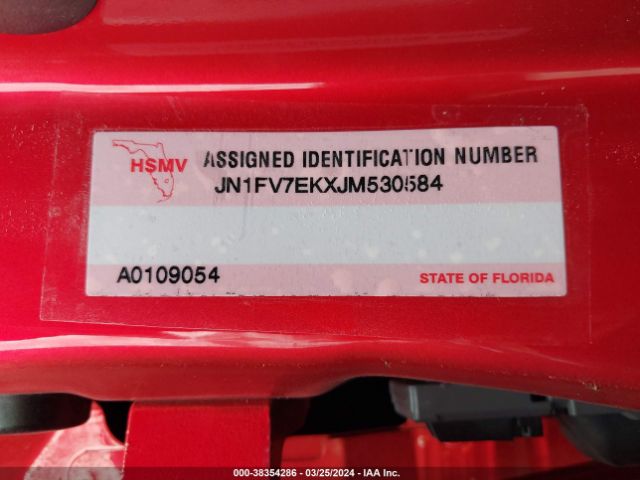 HSMV
ASSIGNED IDENTIFICATION NUMBER
JN1FV7EKXJM530584
A0109054
STATE OF FLORIDA
000-38354286 - 03/25/2024 - IAA Inc.